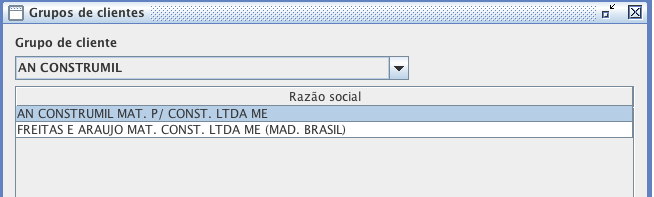 Grupos de clientes
Grupo de cliente
AN CONSTRUMIL
Razão social
AN CONSTRUMIL MAT. P/ CONST. LTDA ME
FREITAS E ARAUJO MAT. CONST. LTDA ME (MAD. BRASIL)